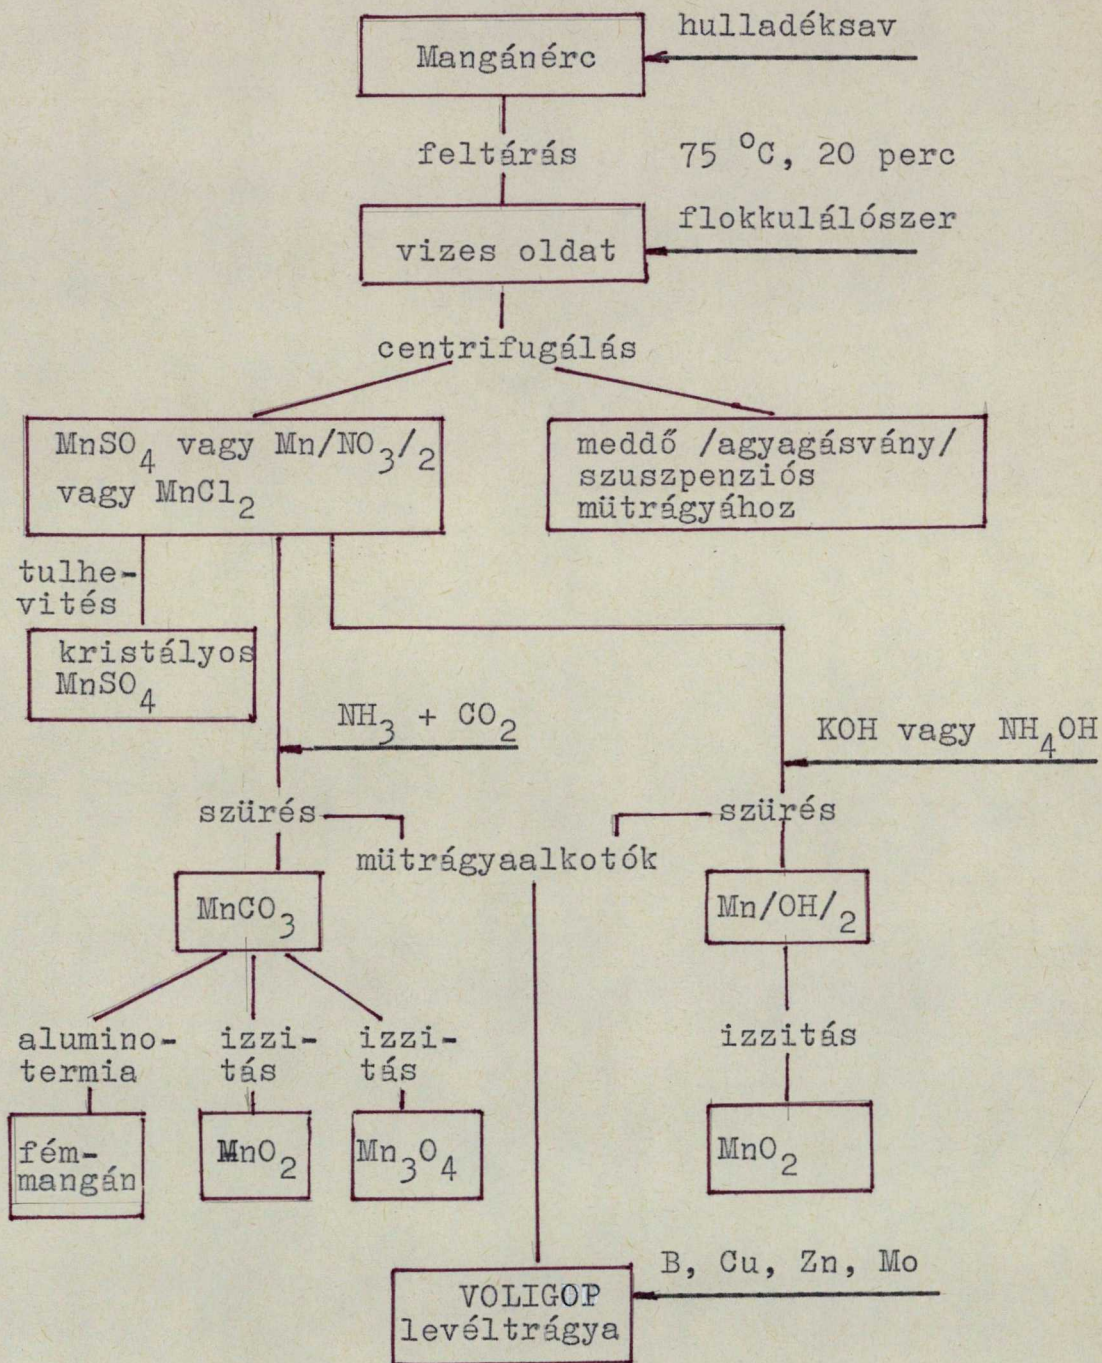 hulladéksav
Mangánérc
feltárás 75 °C, 20 perc
flokkulálószer
vizes oldat
centrifugálás
MnSO4 vagy Mn/NO3/2
vagy MnCl2
meddő /agyagásvány/
szuszpenziós
mütrágyához
tulhe-
vités
kristályos
MnSO4
NH3 + CO2
KOH vagy NH4OH
szürés
szürés
mütrágyaalkotók
MnCO3
Mn/OH/2
alumino-
termia
izzi-
tás
izzi-
tás
izzitás
fém-
mangán
MnO2
Mn3O4
MnO2
B, Cu, Zn, Mo
VOLIGOP
levéltrágya